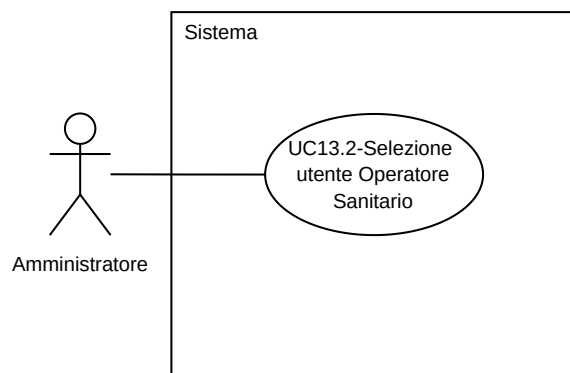 Sistema
UC13.2-Selezione
utente Operatore
Sanitario
Amministratore